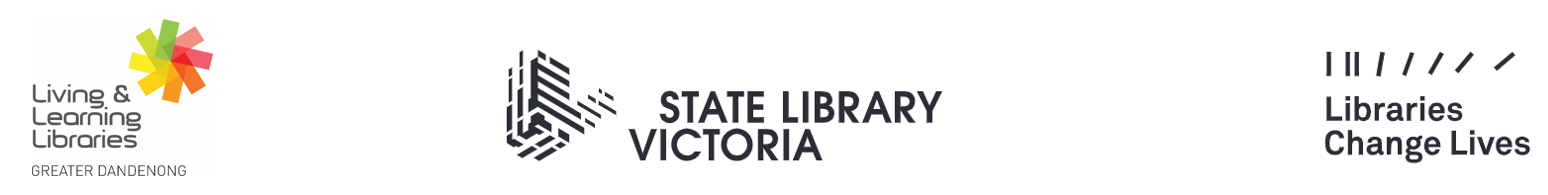 Living &
Learning
Libraries
GREATER DANDENONG
STATE LIBRARY
VICTORIA
Libraries
Change Lives